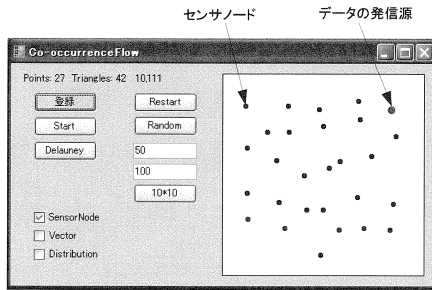 センサノード
データの発信源
Co-occurrenceFlow
Points: 27 Triangles: 42 10,111
登録
Restart
Start
Random
Delauney
50
100
10*10
SensorNode
Vector
Distribution